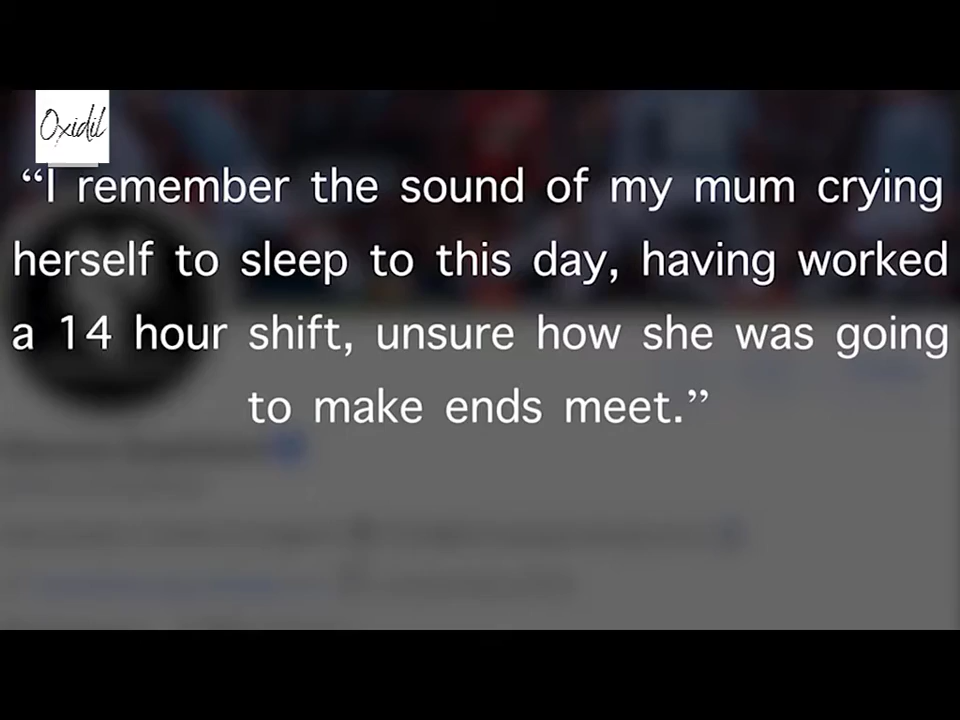 Oxidil
“I remember the sound of my mum crying
herself to sleep to this day, having worked
a 14 hour shift, unsure how she was going
to make ends meet.”